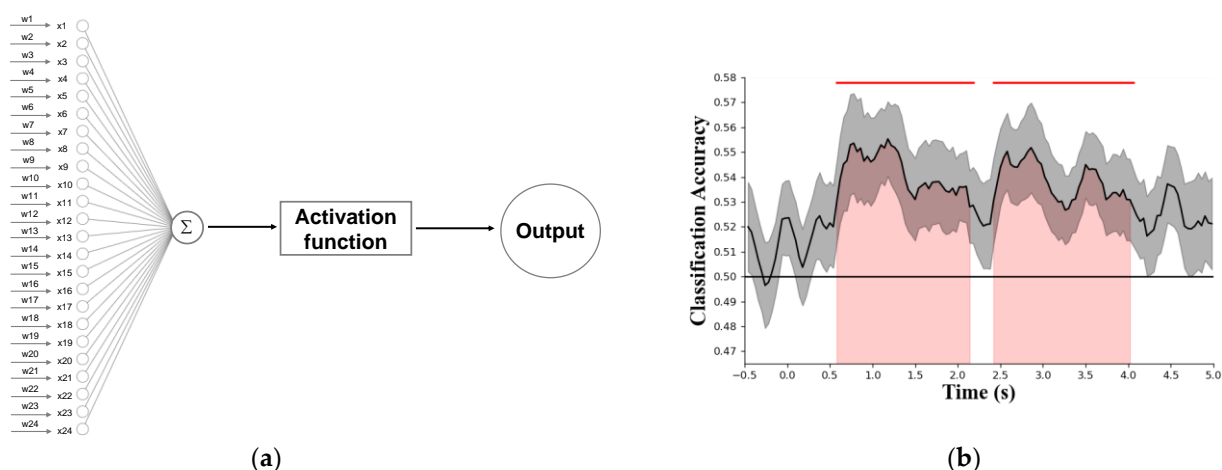 w1 x1
w2 x2
w3 x3
w4 x4
w5 x5
w6 x6
w7 x7
w8 x8
w9 x9
w10 x10
w11 x11
w12 x12
w13 x13
w14 x14
w15 x15
w16 x16
w17 x17
w18 x18
w19 x19
w20 x20
w21 x21
w22 x22
w23 x23
w24 x24
Σ
Activation
function
Output
(a)
Classification Accuracy
0.58
0.57
0.56
0.55
0.54
0.53
0.52
0.51
0.50
0.49
0.48
0.47
−0.5 0.0 0.5 1.0 1.5 2.0 2.5 3.0 3.5 4.0 4.5 5.0
Time (s)
(b)